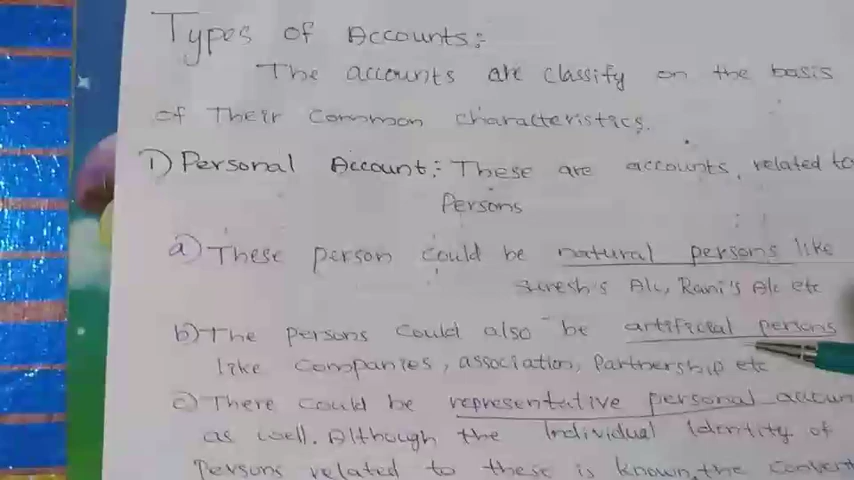 Types of Accounts:
The accounts are classify on the basis
of Their Common characteristics.
1) Personal Account: These are accounts, related to
Persons
a) These person could be natural persons like
Suresh's A/c, Rani's A/c etc
b) The persons could also be artificial persons
like companies, association, Partnership etc
c) There could be representative personal
as well. Although the Individual Identity of
Persons related to these is known, the